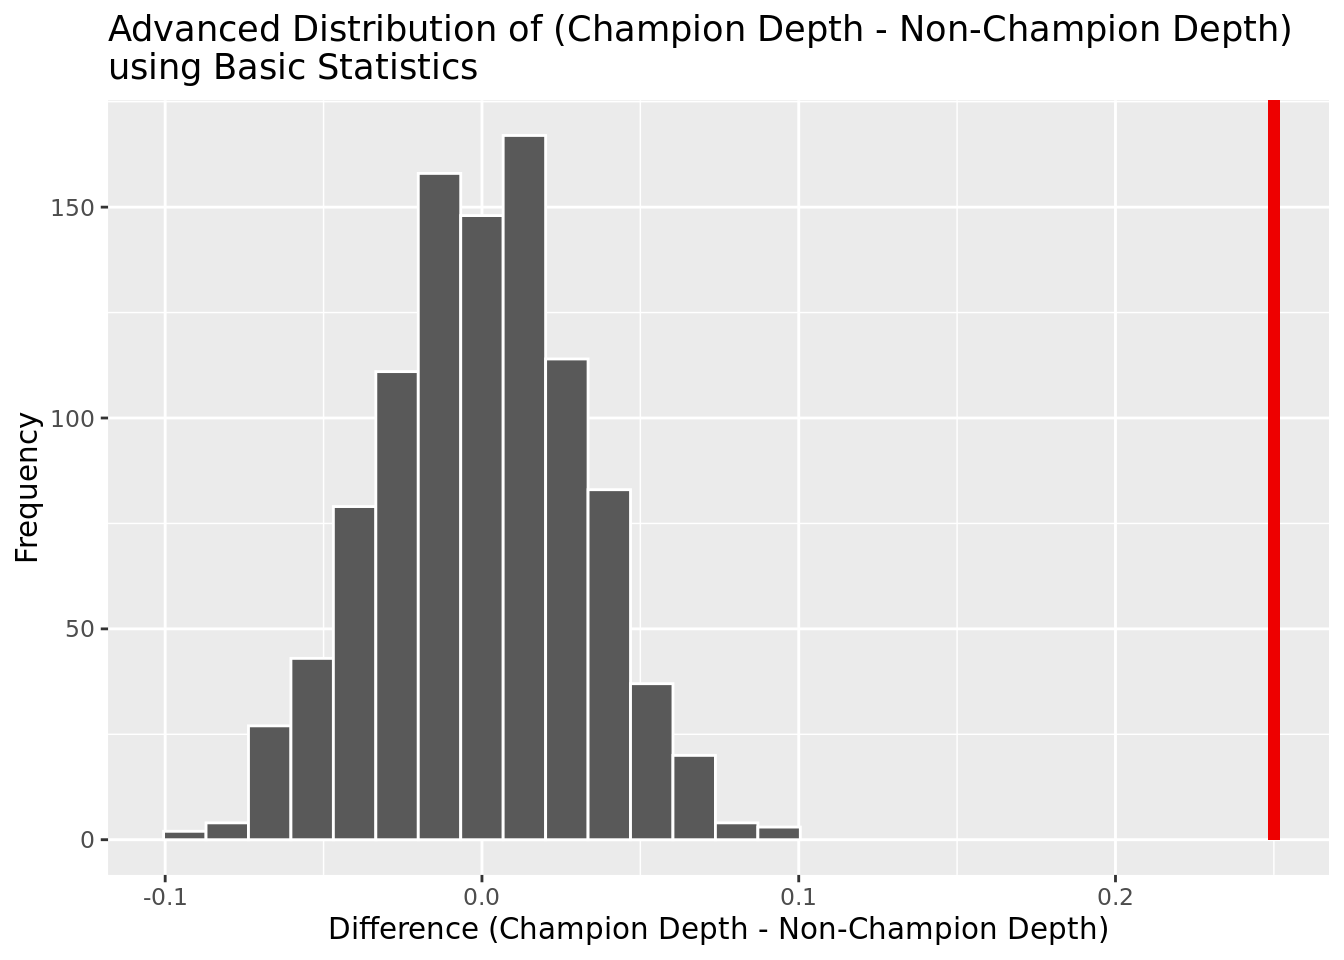 Advanced Distribution of (Champion Depth - Non-Champion Depth)
using Basic Statistics
Frequency
150
100
50
0
-0.1
0.0
0.1
0.2
Difference (Champion Depth - Non-Champion Depth)